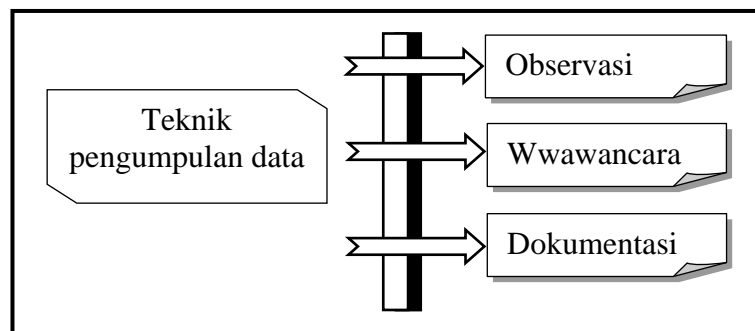 Teknik
pengumpulan data
Observasi
Wwawancara
Dokumentasi